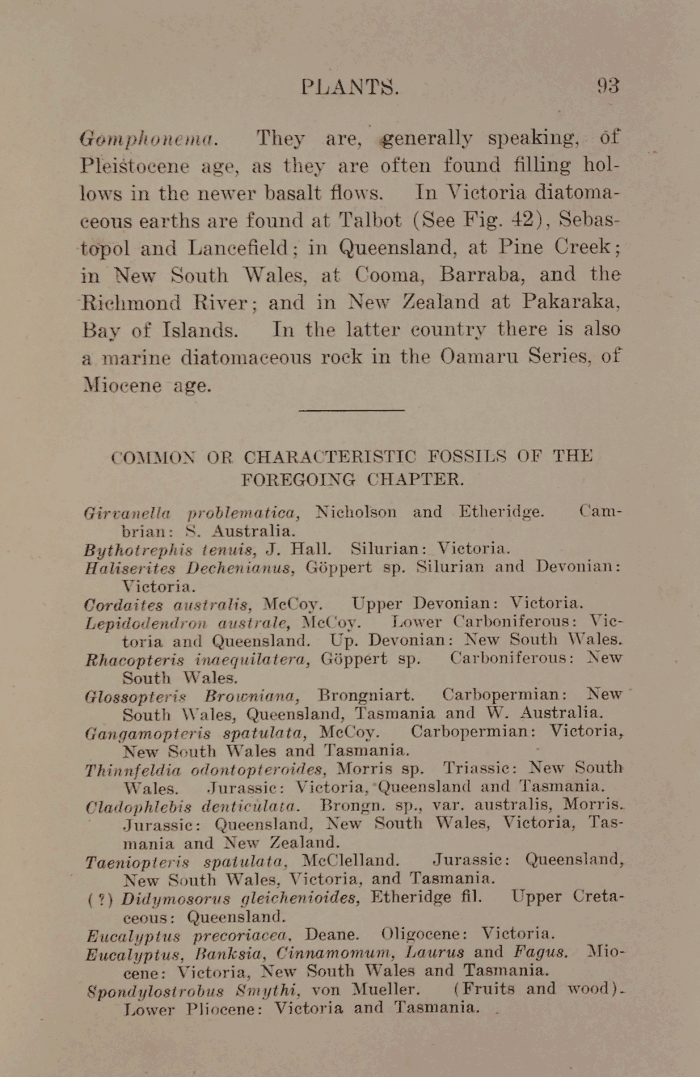 PLANTS. 93
Gomphonema. They are, generally speaking, of
Pleistocene age, as they are often found filling hol-
lows in the newer basalt flows. In Victoria diatoma-
ceous earths are found at Talbot (See Fig. 42), Sebas-
topol and Lancefield; in Queensland, at Pine Creek;
in New South Wales, at Cooma, Barraba, and the
Richmond River; and in New Zealand at Pakaraka,
Bay of Islands. In the latter country there is also
a marine diatomaceous rock in the Oamaru Series, of
Miocene age.
COMMON OR CHARACTERISTIC FOSSILS OF THE
FOREGOING CHAPTER.
Girvanella problematica, Nicholson and Etheridge. Cam-
brian: S. Australia.
Bythotrephis tenuis, J. Hall. Silurian: Victoria.
Haliserites Dechenianus, Göppert sp. Silurian and Devonian:
Victoria.
Cordaites australis, McCoy. Upper Devonian: Victoria.
Lepidodendron australe, McCoy. Lower Carboniferous: Vic-
toria and Queensland. Up. Devonian: New South Wales.
Rhacopteris inaequilatera, Göppert sp. Carboniferous: New
South Wales.
Glossopteris Browniana, Brongniart. Carbopermian: New
South Wales, Queensland, Tasmania and W. Australia.
Gangamopteris spatulata, McCoy. Carbopermian: Victoria,
New South Wales and Tasmania.
Thinnfeldia odontopteroides, Morris sp. Triassic: New South
Wales. Jurassic: Victoria, Queensland and Tasmania.
Cladophlebis denticulata. Brongn. sp., var. australis, Morris.
Jurassic: Queensland, New South Wales, Victoria, Tas-
mania and New Zealand.
Taeniopteris spatulata, McClelland. Jurassic: Queensland,
New South Wales, Victoria, and Tasmania.
(?) Didymosorus gleichenioides, Etheridge fil. Upper Creta-
ceous: Queensland.
Eucalyptus precoriacea, Deane. Oligocene: Victoria.
Eucalyptus, Banksia, Cinnamomum, Laurus and Fagus. Mio-
cene: Victoria, New South Wales and Tasmania.
Spondylostrobus Smythi, von Mueller. (Fruits and wood).
Lower Pliocene: Victoria and Tasmania.